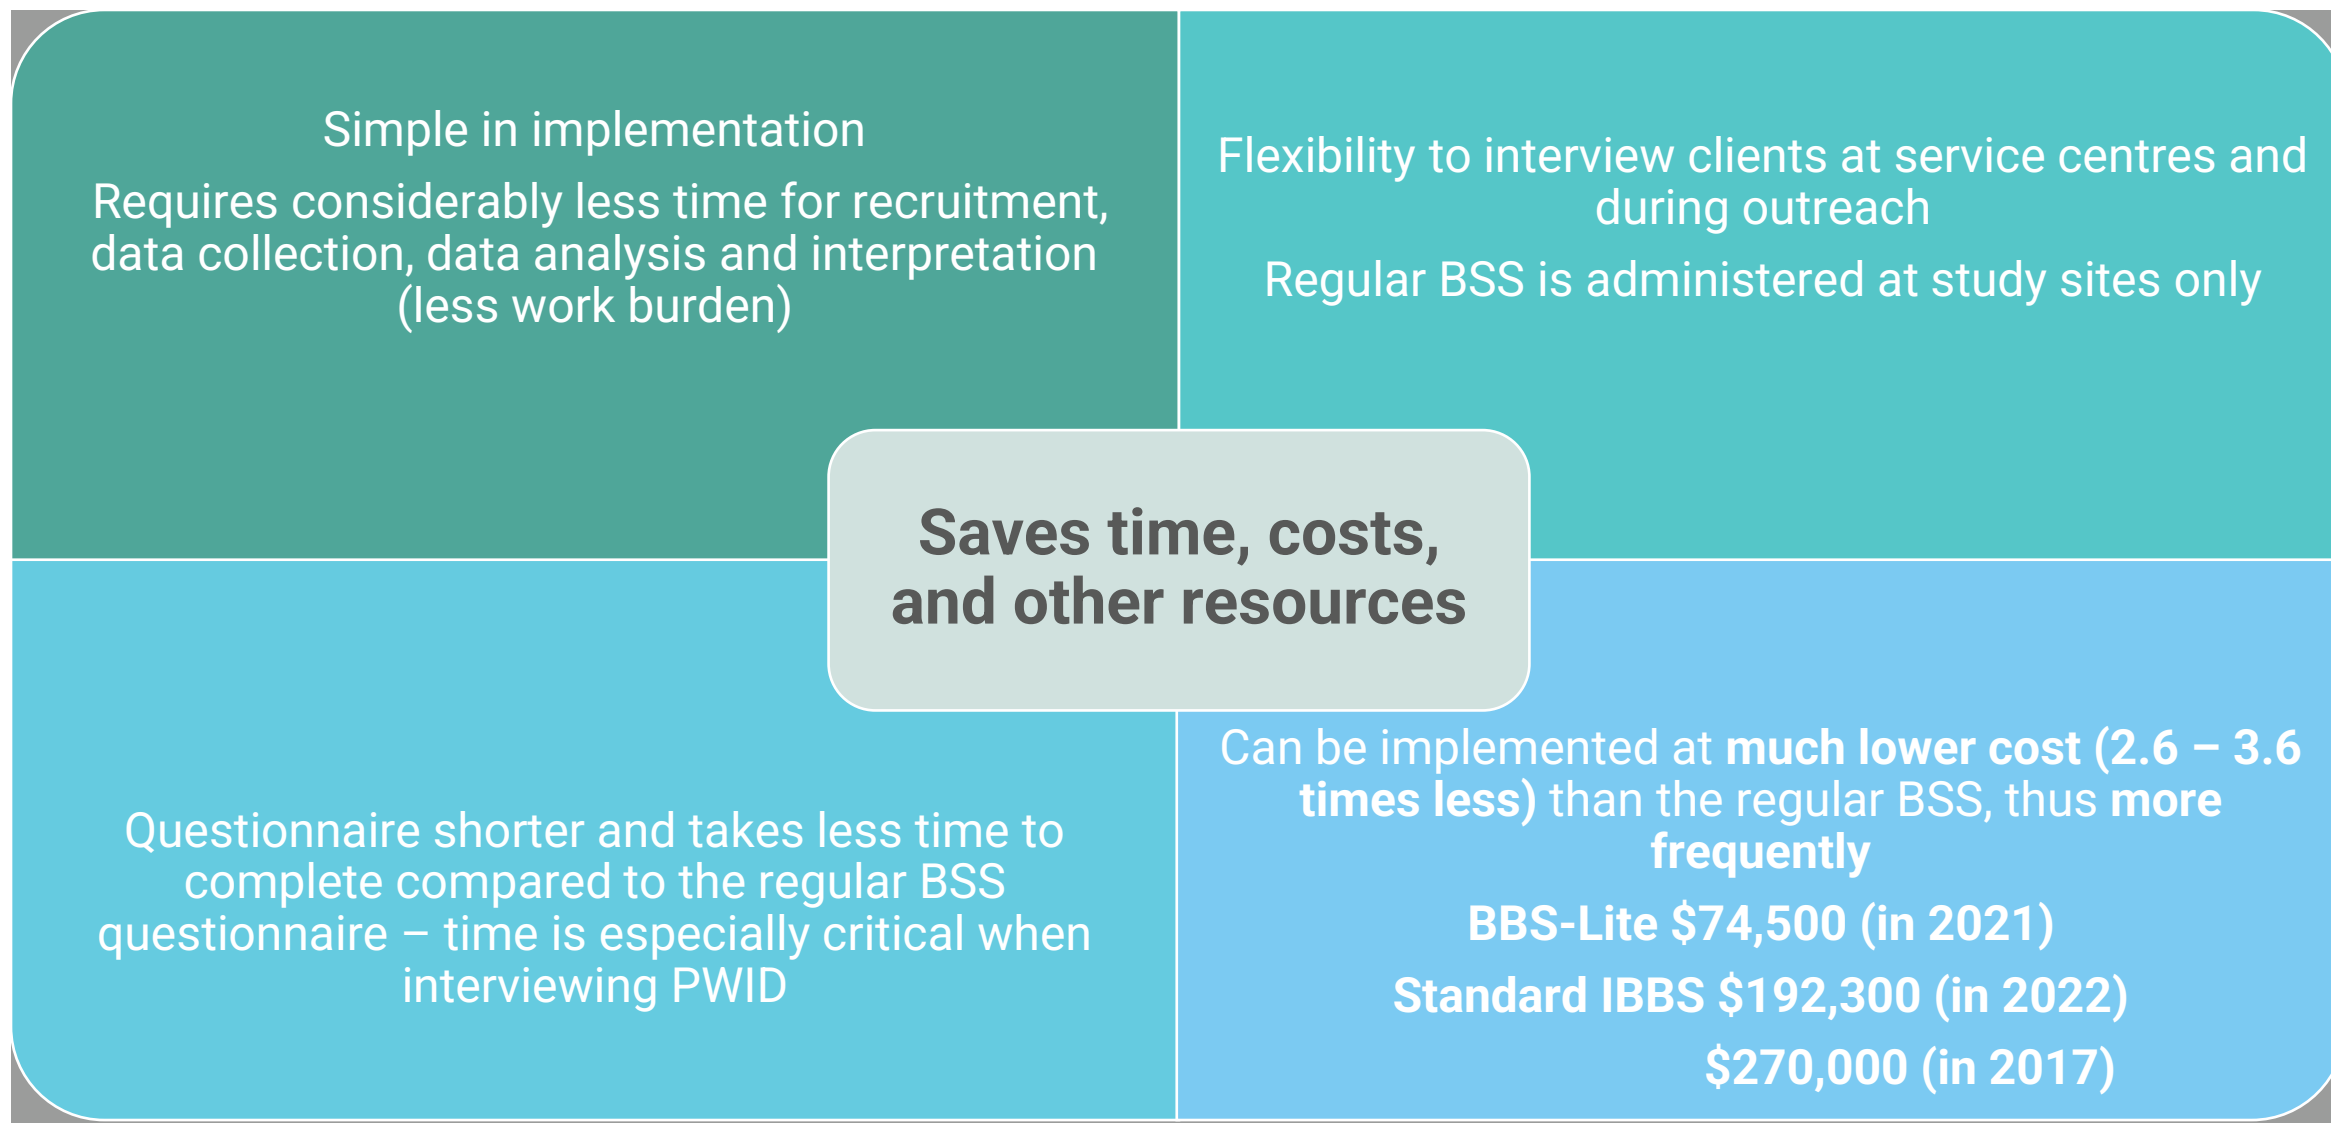 Simple in implementation
Requires considerably less time for recruitment,
data collection, data analysis and interpretation
(less work burden)
Flexibility to interview clients at service centres and
during outreach
Regular BSS is administered at study sites only
Saves time, costs,
and other resources
Questionnaire shorter and takes less time to
complete compared to the regular BSS
questionnaire – time is especially critical when
interviewing PWID
Can be implemented at much lower cost (2.6 – 3.6
times less) than the regular BSS, thus more
frequently
BBS-Lite $74,500 (in 2021)
Standard IBBS $192,300 (in 2022)
$270,000 (in 2017)